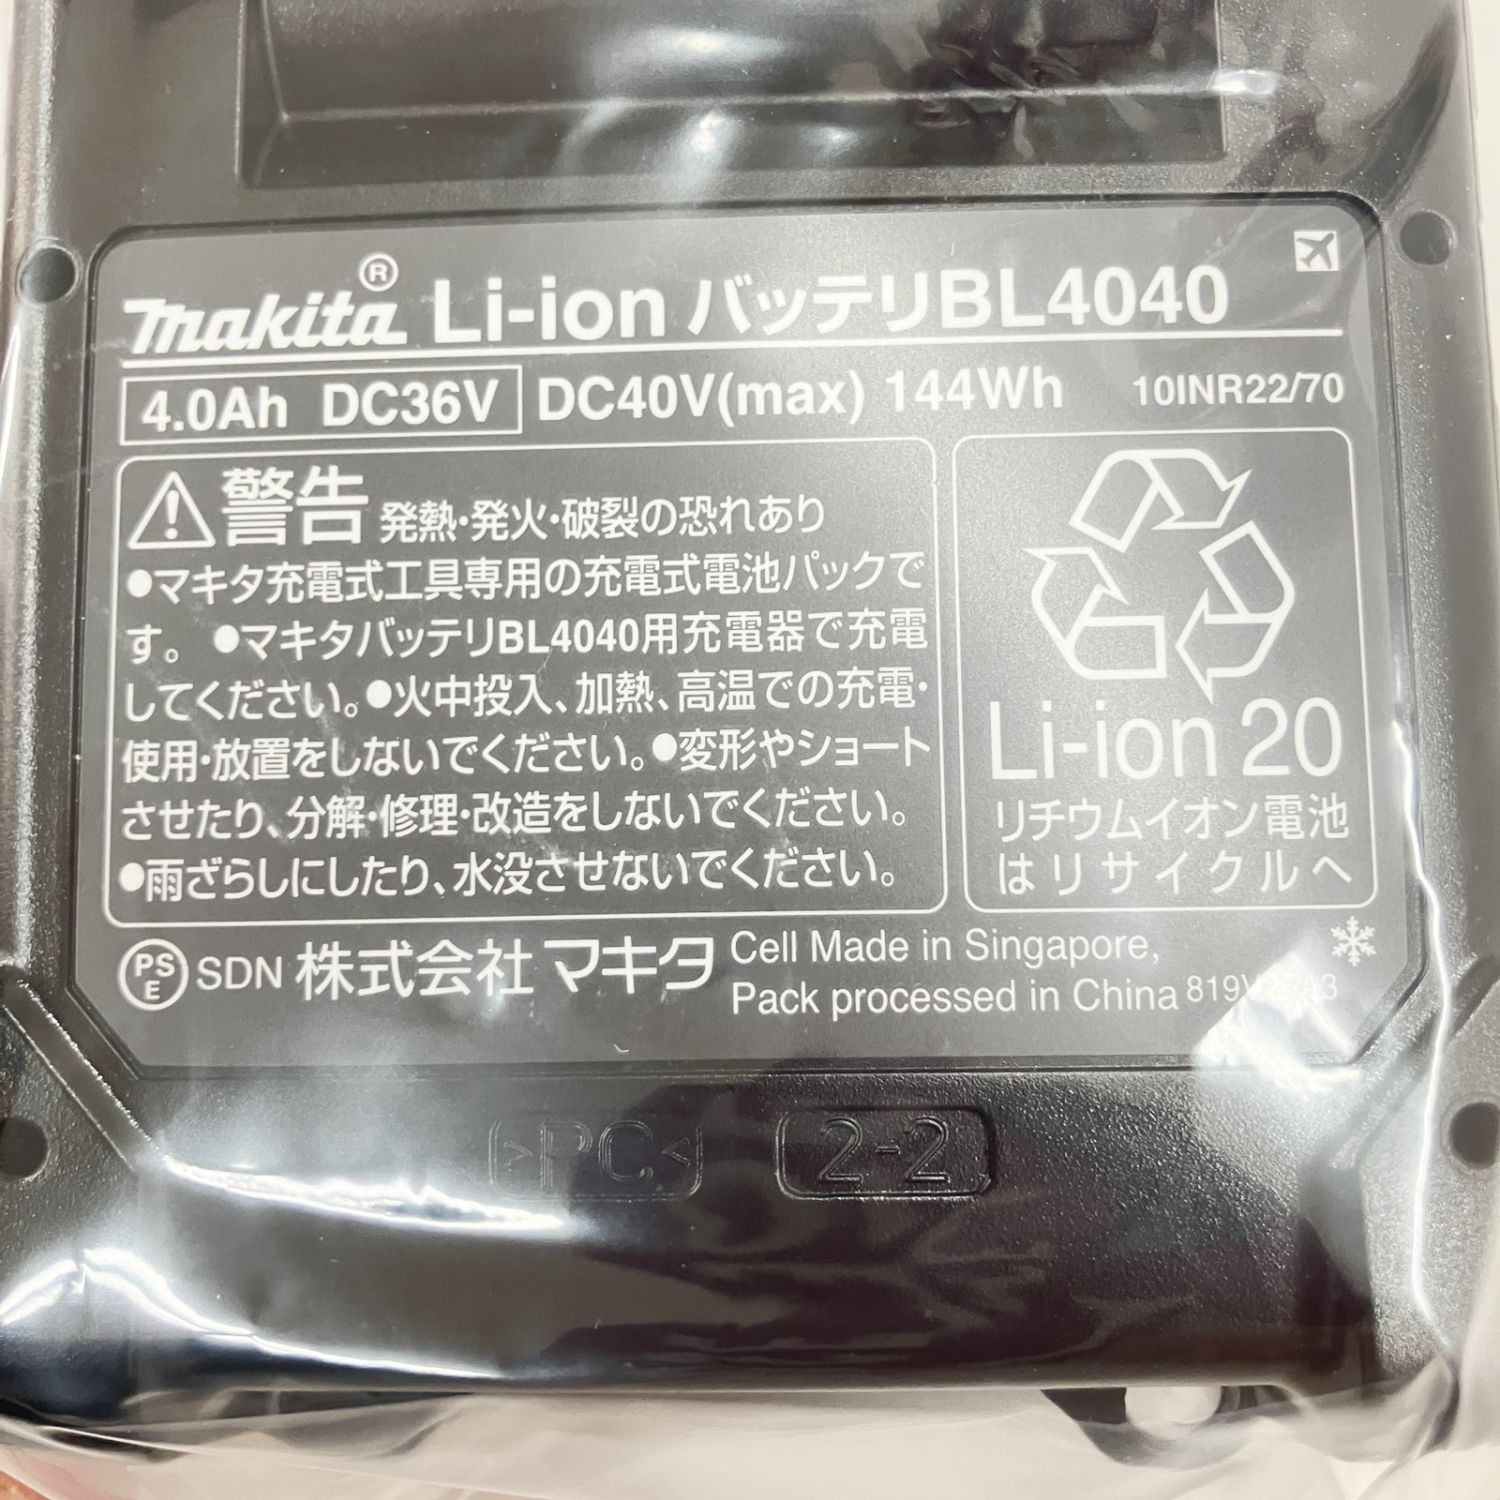 makita® Li-ion バッテリBL4040
4.0Ah DC36V DC40V(max) 144Wh 10INR22/70
警告 発熱・発火・破裂の恐れあり
●マキタ充電式工具専用の充電式電池パックで
す。 ●マキタバッテリBL4040用充電器で充電
してください。●火中投入、加熱、高温での充電・
使用・放置をしないでください。●変形やショート
させたり、分解・修理・改造をしないでください。
●雨ざらしにしたり、水没させないでください。
Li-ion 20
リチウムイオン電池
はリサイクルへ
PSE SDN 株式会社マキタ
Cell Made in Singapore,
Pack processed in China
>PC< 2-2